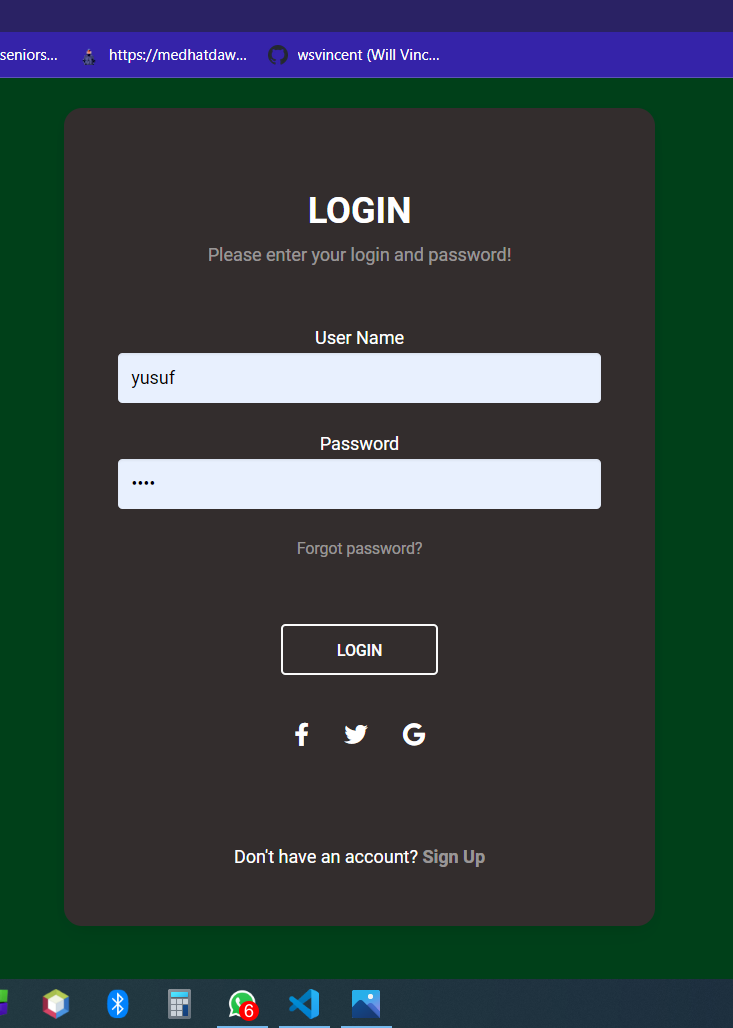 seniors... https://medhatdaw... wsvincent (Will Vinc...
LOGIN
Please enter your login and password!
User Name
yusuf
Password
••••
Forgot password?
LOGIN
Don't have an account? Sign Up
6